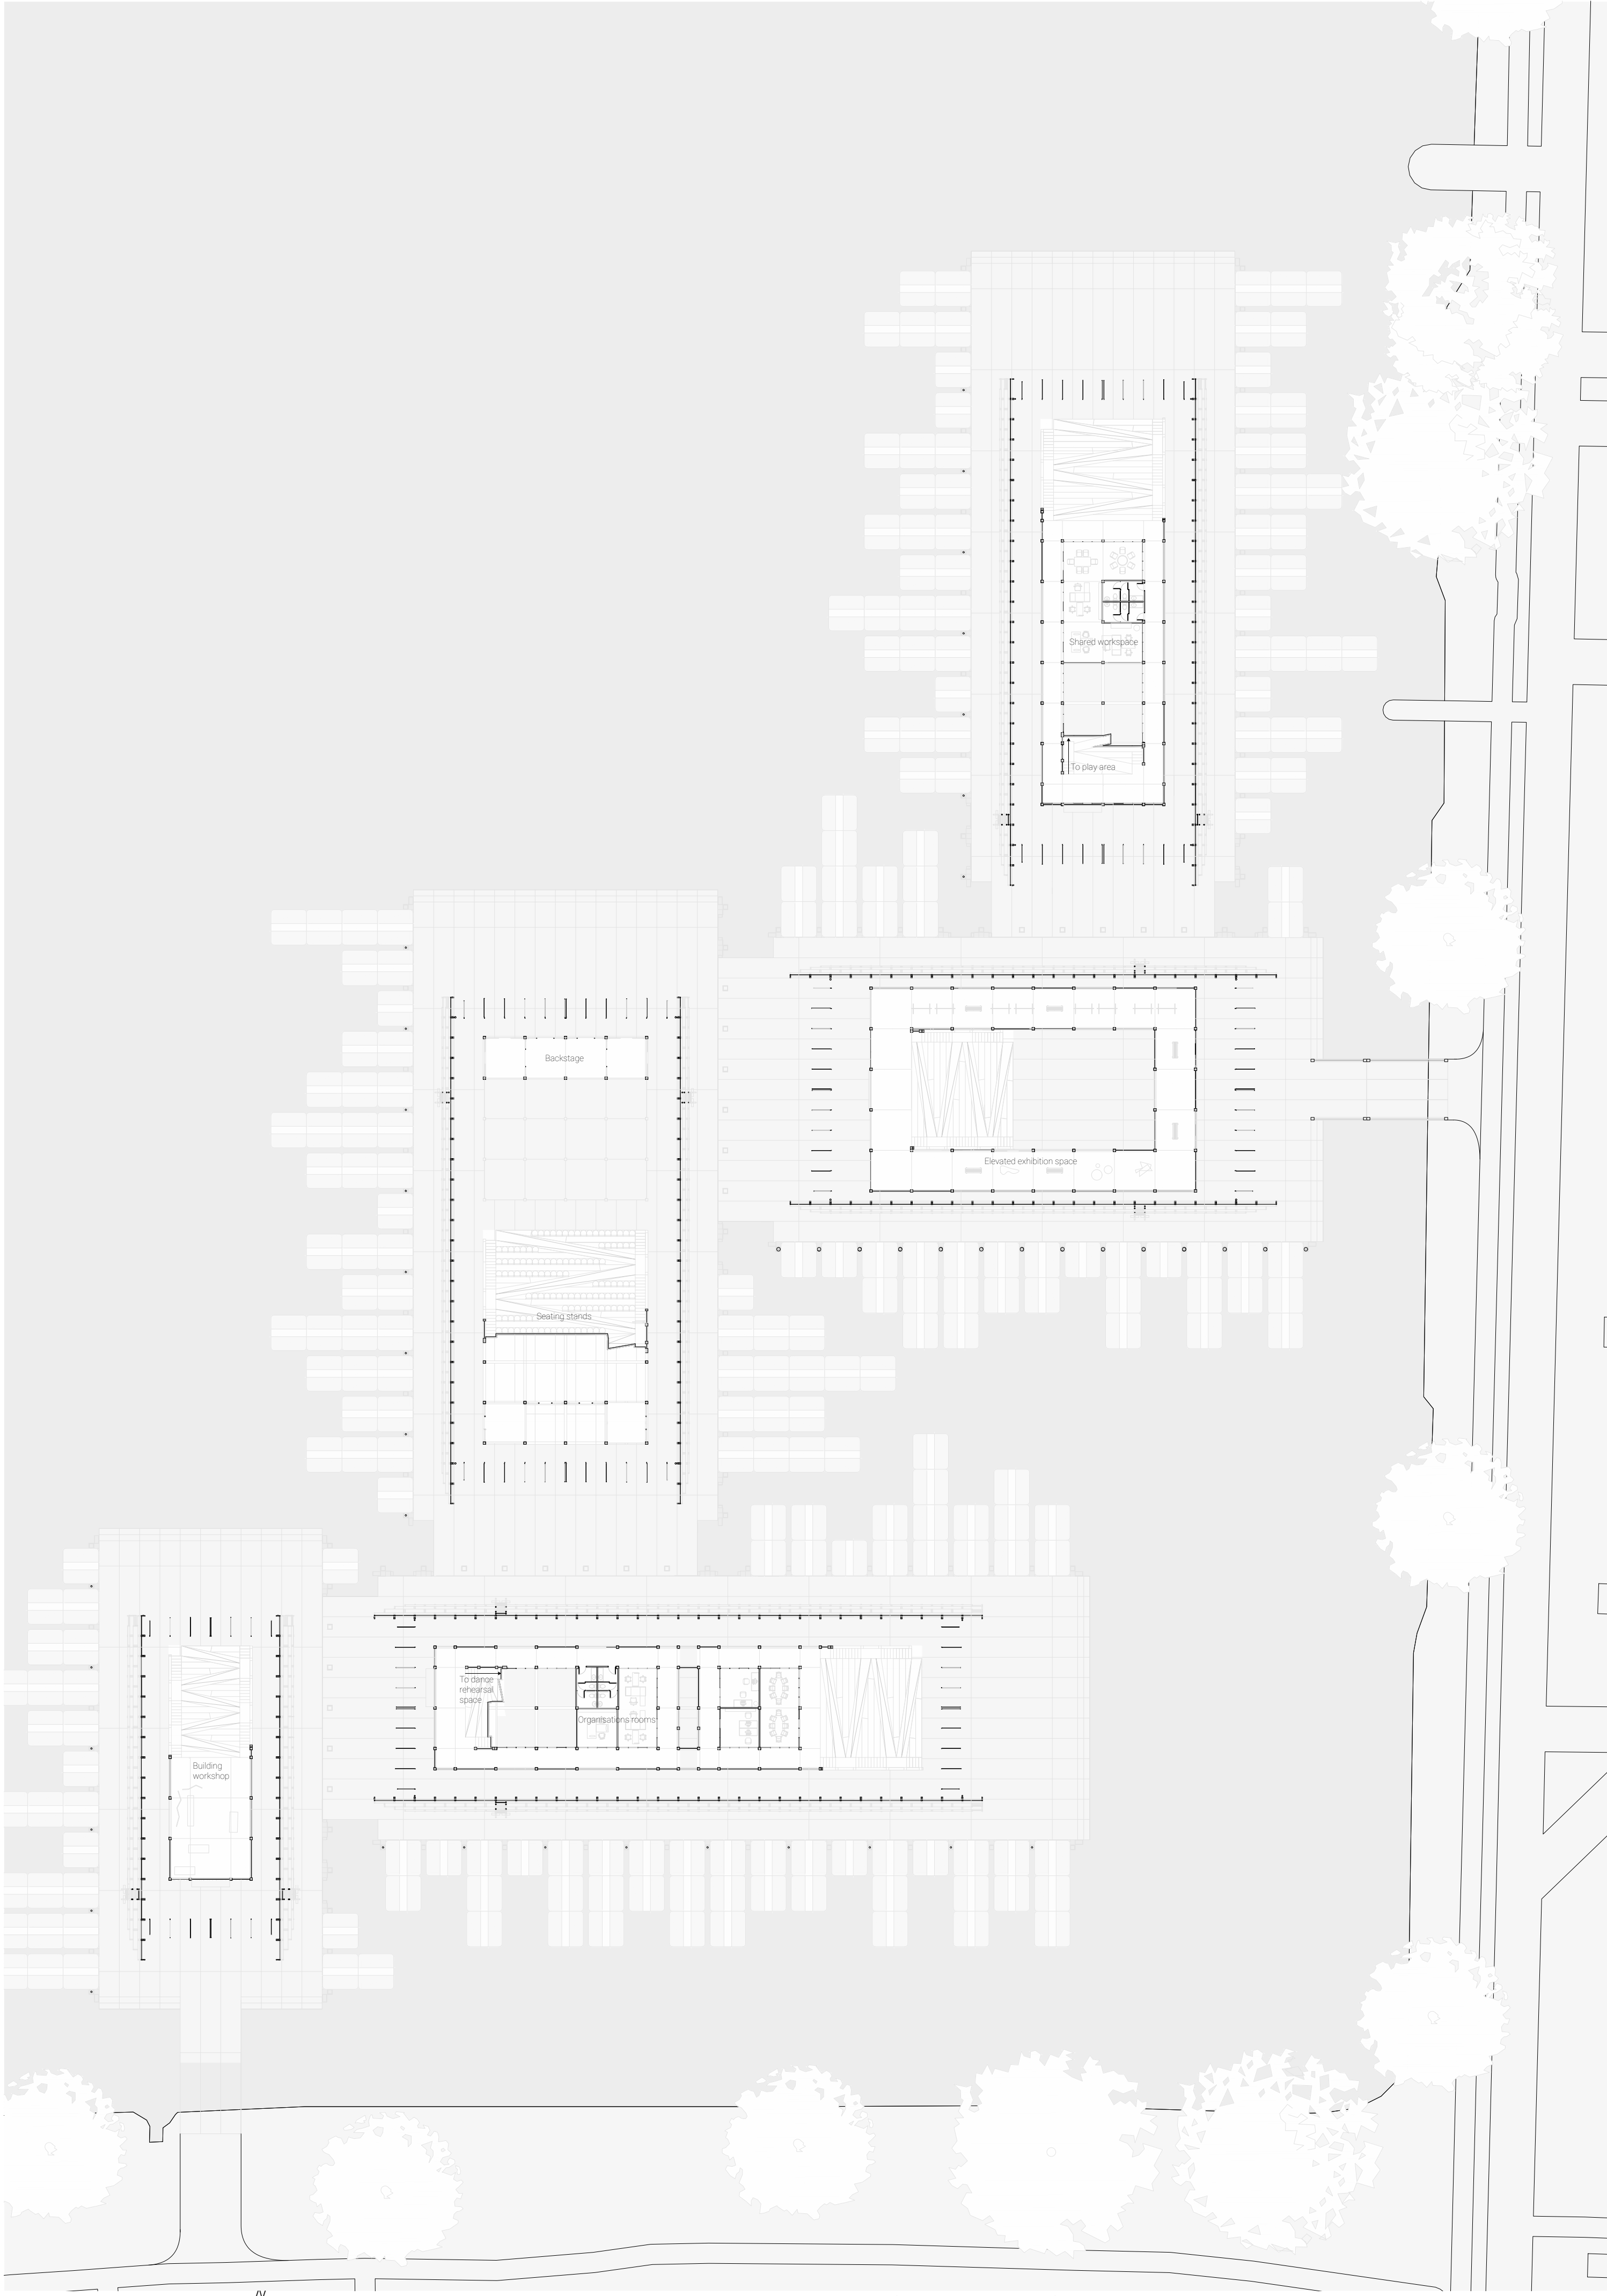 Shared workspace
To play area
Backstage
Elevated exhibition space
Seating stands
To dance
rehearsal
space
Organisations rooms
Building
workshop